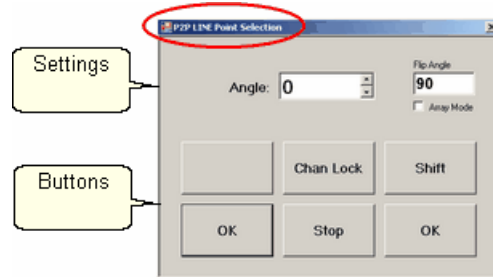 P2P LINE Point Selection
Settings
Flip Angle
Angle: 0
90
Array Mode
Chan Lock
Shift
Buttons
OK
Stop
OK